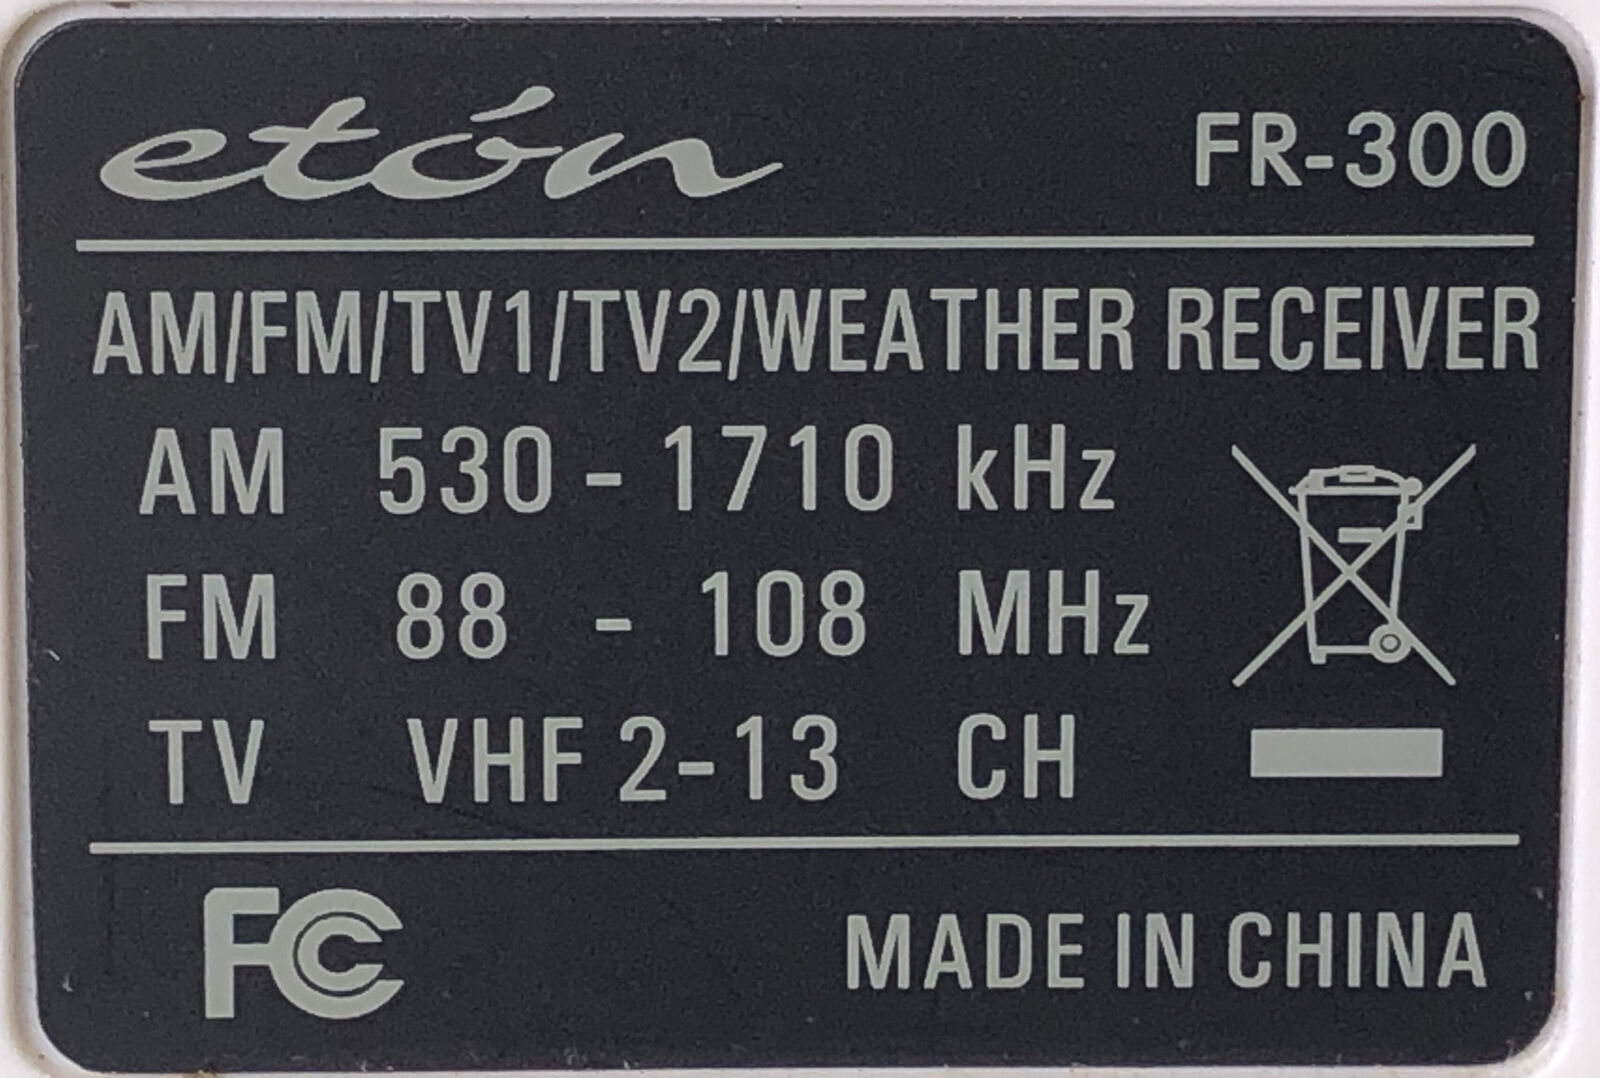 etón FR-300
AM/FM/TV1/TV2/WEATHER RECEIVER
AM 530 - 1710 kHz
FM 88 - 108 MHz
TV VHF 2-13 CH
FC MADE IN CHINA